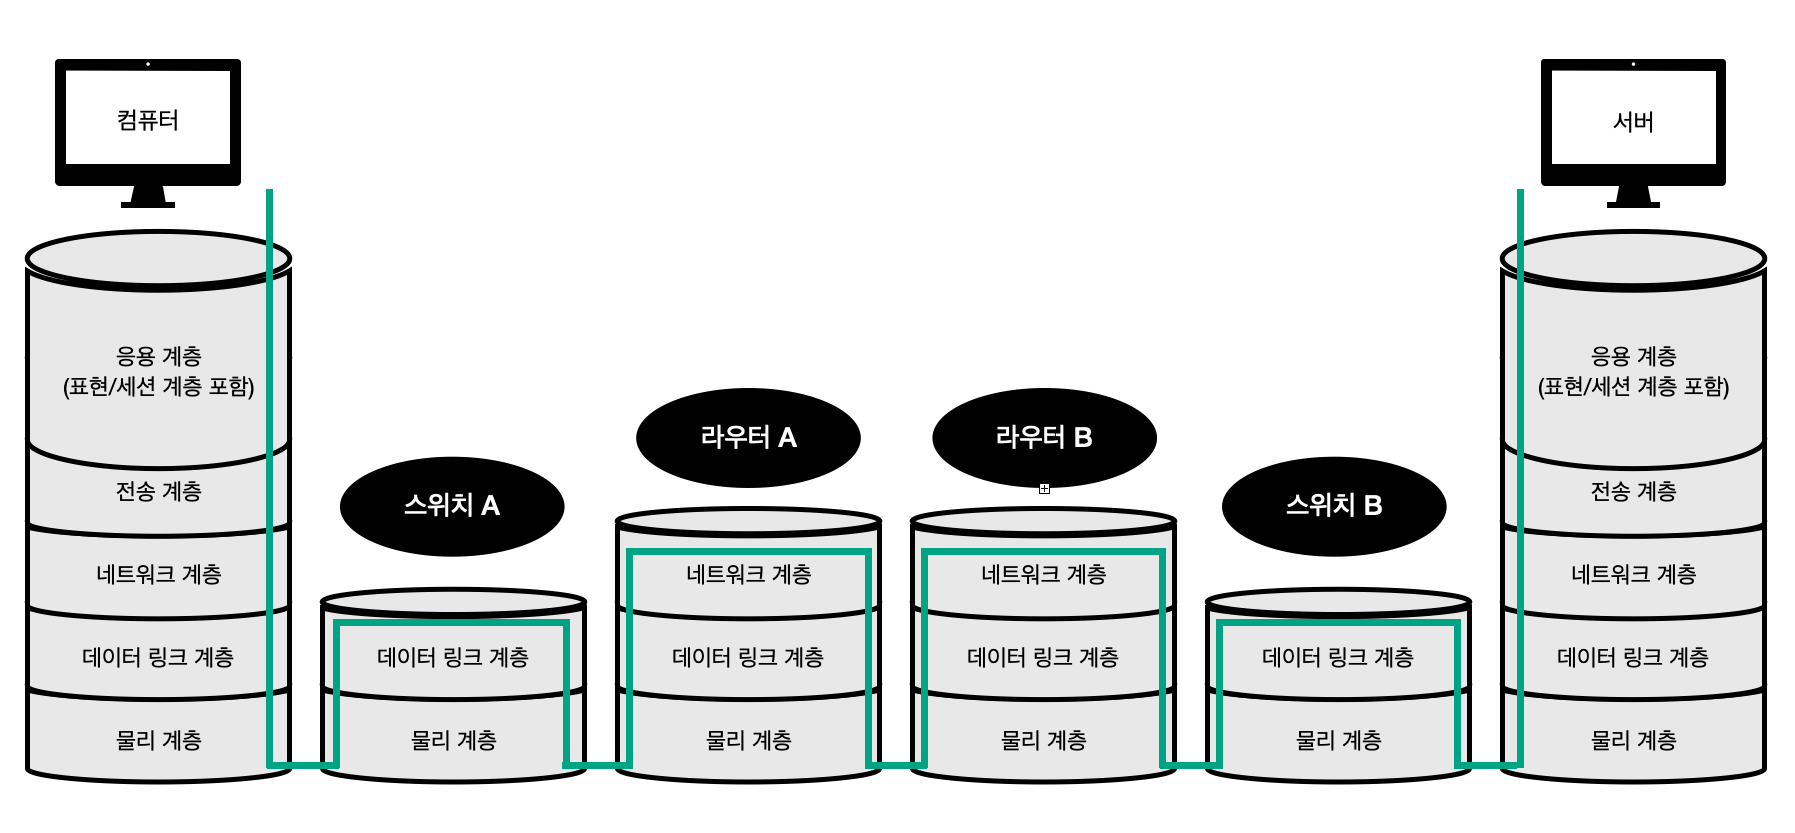 컴퓨터
서버
응용 계층
(표현/세션 계층 포함)
전송 계층
네트워크 계층
데이터 링크 계층
물리 계층
스위치 A
데이터 링크 계층
물리 계층
라우터 A
네트워크 계층
데이터 링크 계층
물리 계층
라우터 B
네트워크 계층
데이터 링크 계층
물리 계층
스위치 B
데이터 링크 계층
물리 계층
응용 계층
(표현/세션 계층 포함)
전송 계층
네트워크 계층
데이터 링크 계층
물리 계층